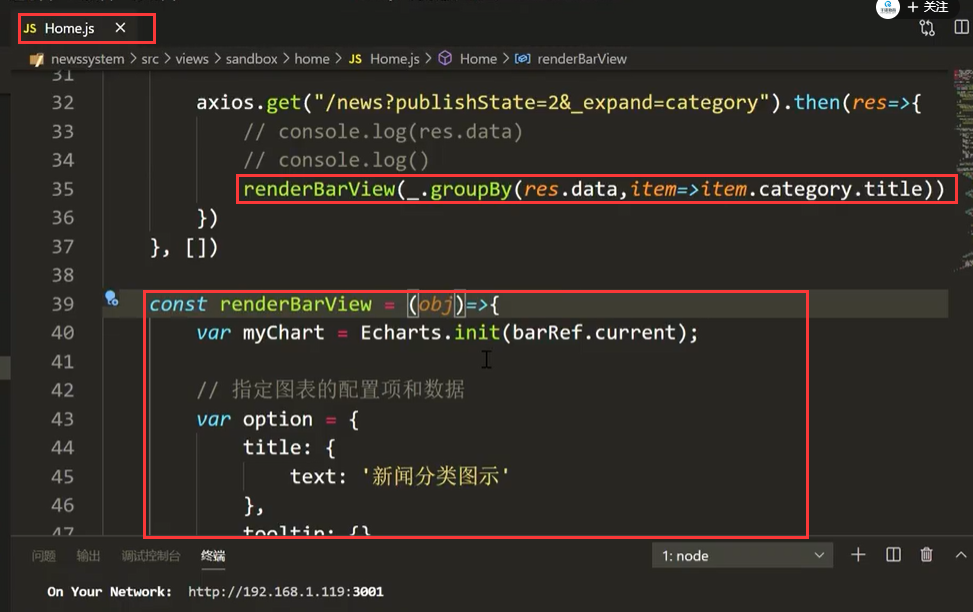 + 关注
JS Home.js ×
newssystem > src > views > sandbox > home > JS Home.js > Home > renderBarView
31
32 axios.get("/news?publishState=2&_expand=category").then(res=>{
33 // console.log(res.data)
34 // console.log()
35 renderBarView(_.groupBy(res.data,item=>item.category.title))
36 })
37 }, [])
38
39 const renderBarView = (obj)=>{
40 var myChart = Echarts.init(barRef.current);
41
42 // 指定图表的配置项和数据
43 var option = {
44 title: {
45 text: '新闻分类图示'
46 },
47 tooltip: {}
问题 输出 调试控制台 终端 1: node
On Your Network: http://192.168.1.119:3001